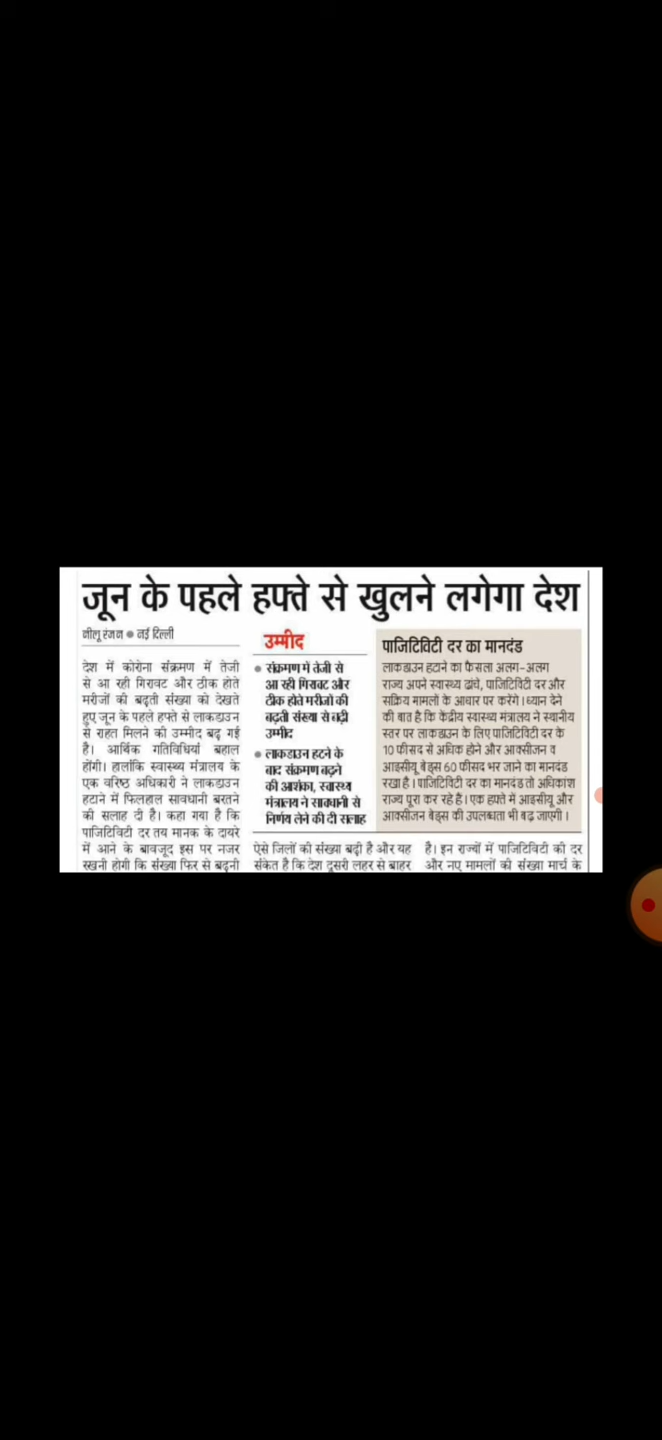 जून के पहले हफ्ते से खुलने लगेगा देश
नीलू रंजन ● नई दिल्ली
देश में कोरोना संक्रमण में तेजी
से आ रही गिरावट और ठीक होते
मरीजों की बढ़ती संख्या को देखते
हुए जून के पहले हफ्ते से लाकडाउन
से राहत मिलने की उम्मीद बढ़ गई
है। आर्थिक गतिविधियां बहाल
होंगी। हालांकि स्वास्थ्य मंत्रालय के
एक वरिष्ठ अधिकारी ने लाकडाउन
हटाने में फिलहाल सावधानी बरतने
की सलाह दी है। कहा गया है कि
पाजिटिविटी दर तय मानक के दायरे
में आने के बावजूद इस पर नजर
रखनी होगी कि संख्या फिर से बढ़नी
उम्मीद
● संक्रमण में तेजी से
आ रही गिरावट और
ठीक होते मरीजों की
बढ़ती संख्या से बढ़ी
उम्मीद
● लाकडाउन हटने के
बाद संक्रमण बढ़ने
की आशंका, स्वास्थ्य
मंत्रालय ने सावधानी से
निर्णय लेने की दी सलाह
पाजिटिविटी दर का मानदंड
लाकडाउन हटाने का फैसला अलग-अलग
राज्य अपने स्वास्थ्य ढांचे, पाजिटिविटी दर और
सक्रिय मामलों के आधार पर करेंगे। ध्यान देने
की बात है कि केंद्रीय स्वास्थ्य मंत्रालय ने स्थानीय
स्तर पर लाकडाउन के लिए पाजिटिविटी दर के
10 फीसद से अधिक होने और आक्सीजन व
आइसीयू बेड्स 60 फीसद भर जाने का मानदंड
रखा है। पाजिटिविटी दर का मानदंड तो अधिकांश
राज्य पूरा कर रहे हैं। एक हफ्ते में आइसीयू और
आक्सीजन बेड्स की उपलब्धता भी बढ़ जाएगी।
ऐसे जिलों की संख्या बढ़ी है और यह
संकेत है कि देश दूसरी लहर से बाहर
है। इन राज्यों में पाजिटिविटी की दर
और नए मामलों की संख्या मार्च के